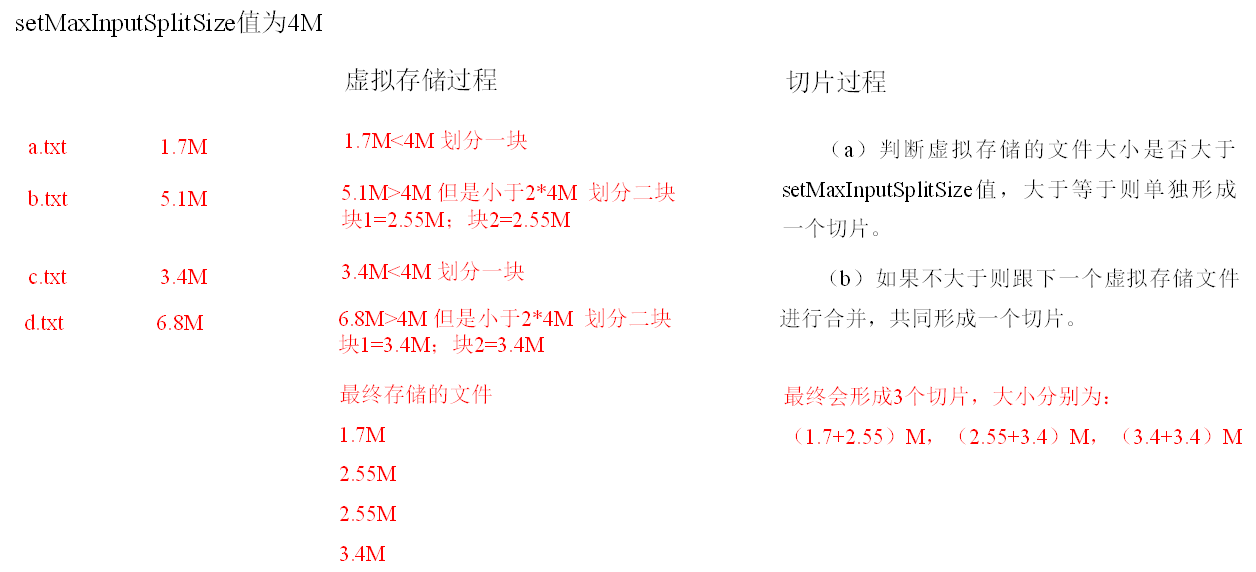 setMaxInputSplitSize值为4M
虚拟存储过程
切片过程
a.txt 1.7M
1.7M<4M 划分一块
b.txt 5.1M
5.1M>4M 但是小于2*4M 划分二块
块1=2.55M；块2=2.55M
c.txt 3.4M
3.4M<4M 划分一块
d.txt 6.8M
6.8M>4M 但是小于2*4M 划分二块
块1=3.4M；块2=3.4M
最终存储的文件
1.7M
2.55M
2.55M
3.4M
（a）判断虚拟存储的文件大小是否大于
setMaxInputSplitSize值，大于等于则单独形成
一个切片。
（b）如果不大于则跟下一个虚拟存储文件
进行合并，共同形成一个切片。
最终会形成3个切片，大小分别为：
（1.7+2.55）M，（2.55+3.4）M，（3.4+3.4）M